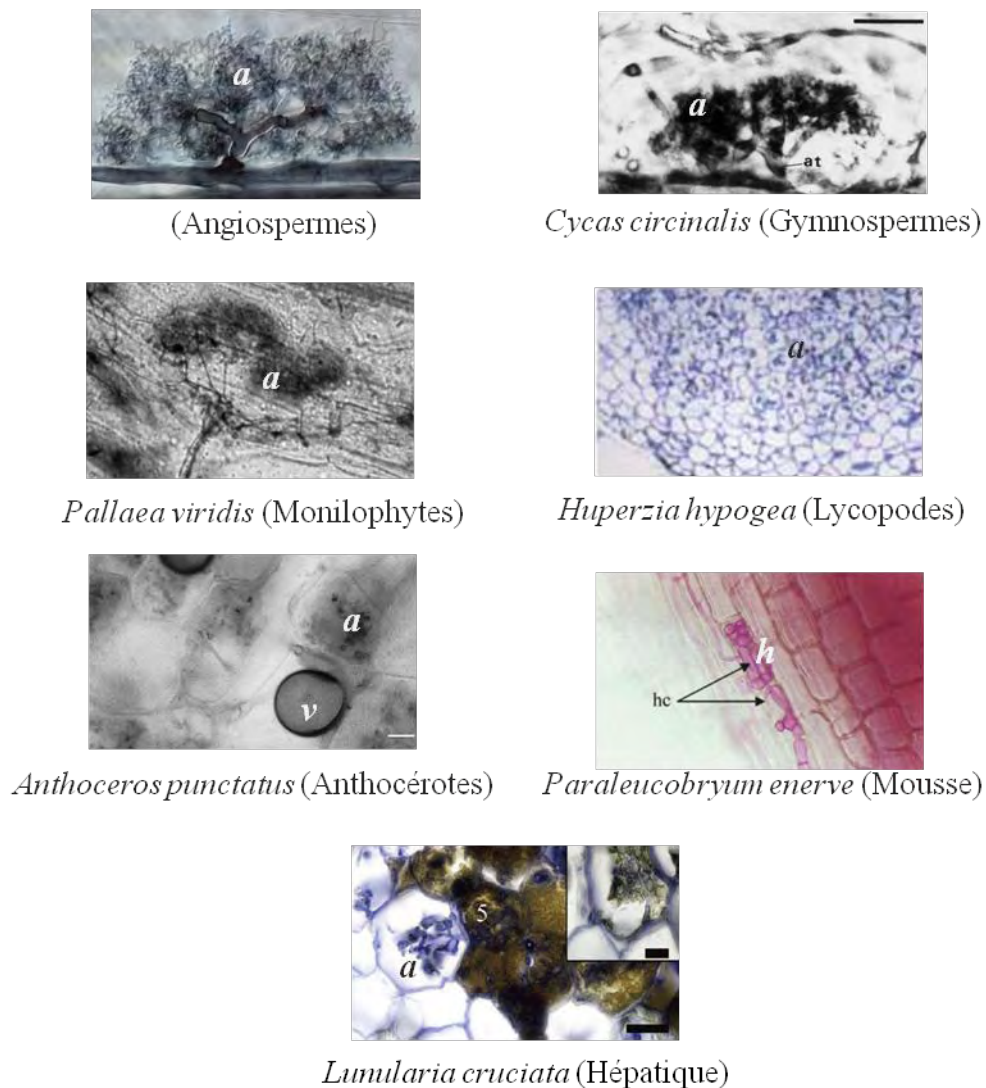 a
a
at
(Angiospermes)
Cycas circinalis (Gymnospermes)
a
a
Pallaea viridis (Monilophytes)
Huperzia hypogea (Lycopodes)
a
v
h
hc
Anthoceros punctatus (Anthocérotes)
Paraleucobryum enerve (Mousse)
5
a
Lunularia cruciata (Hépatique)